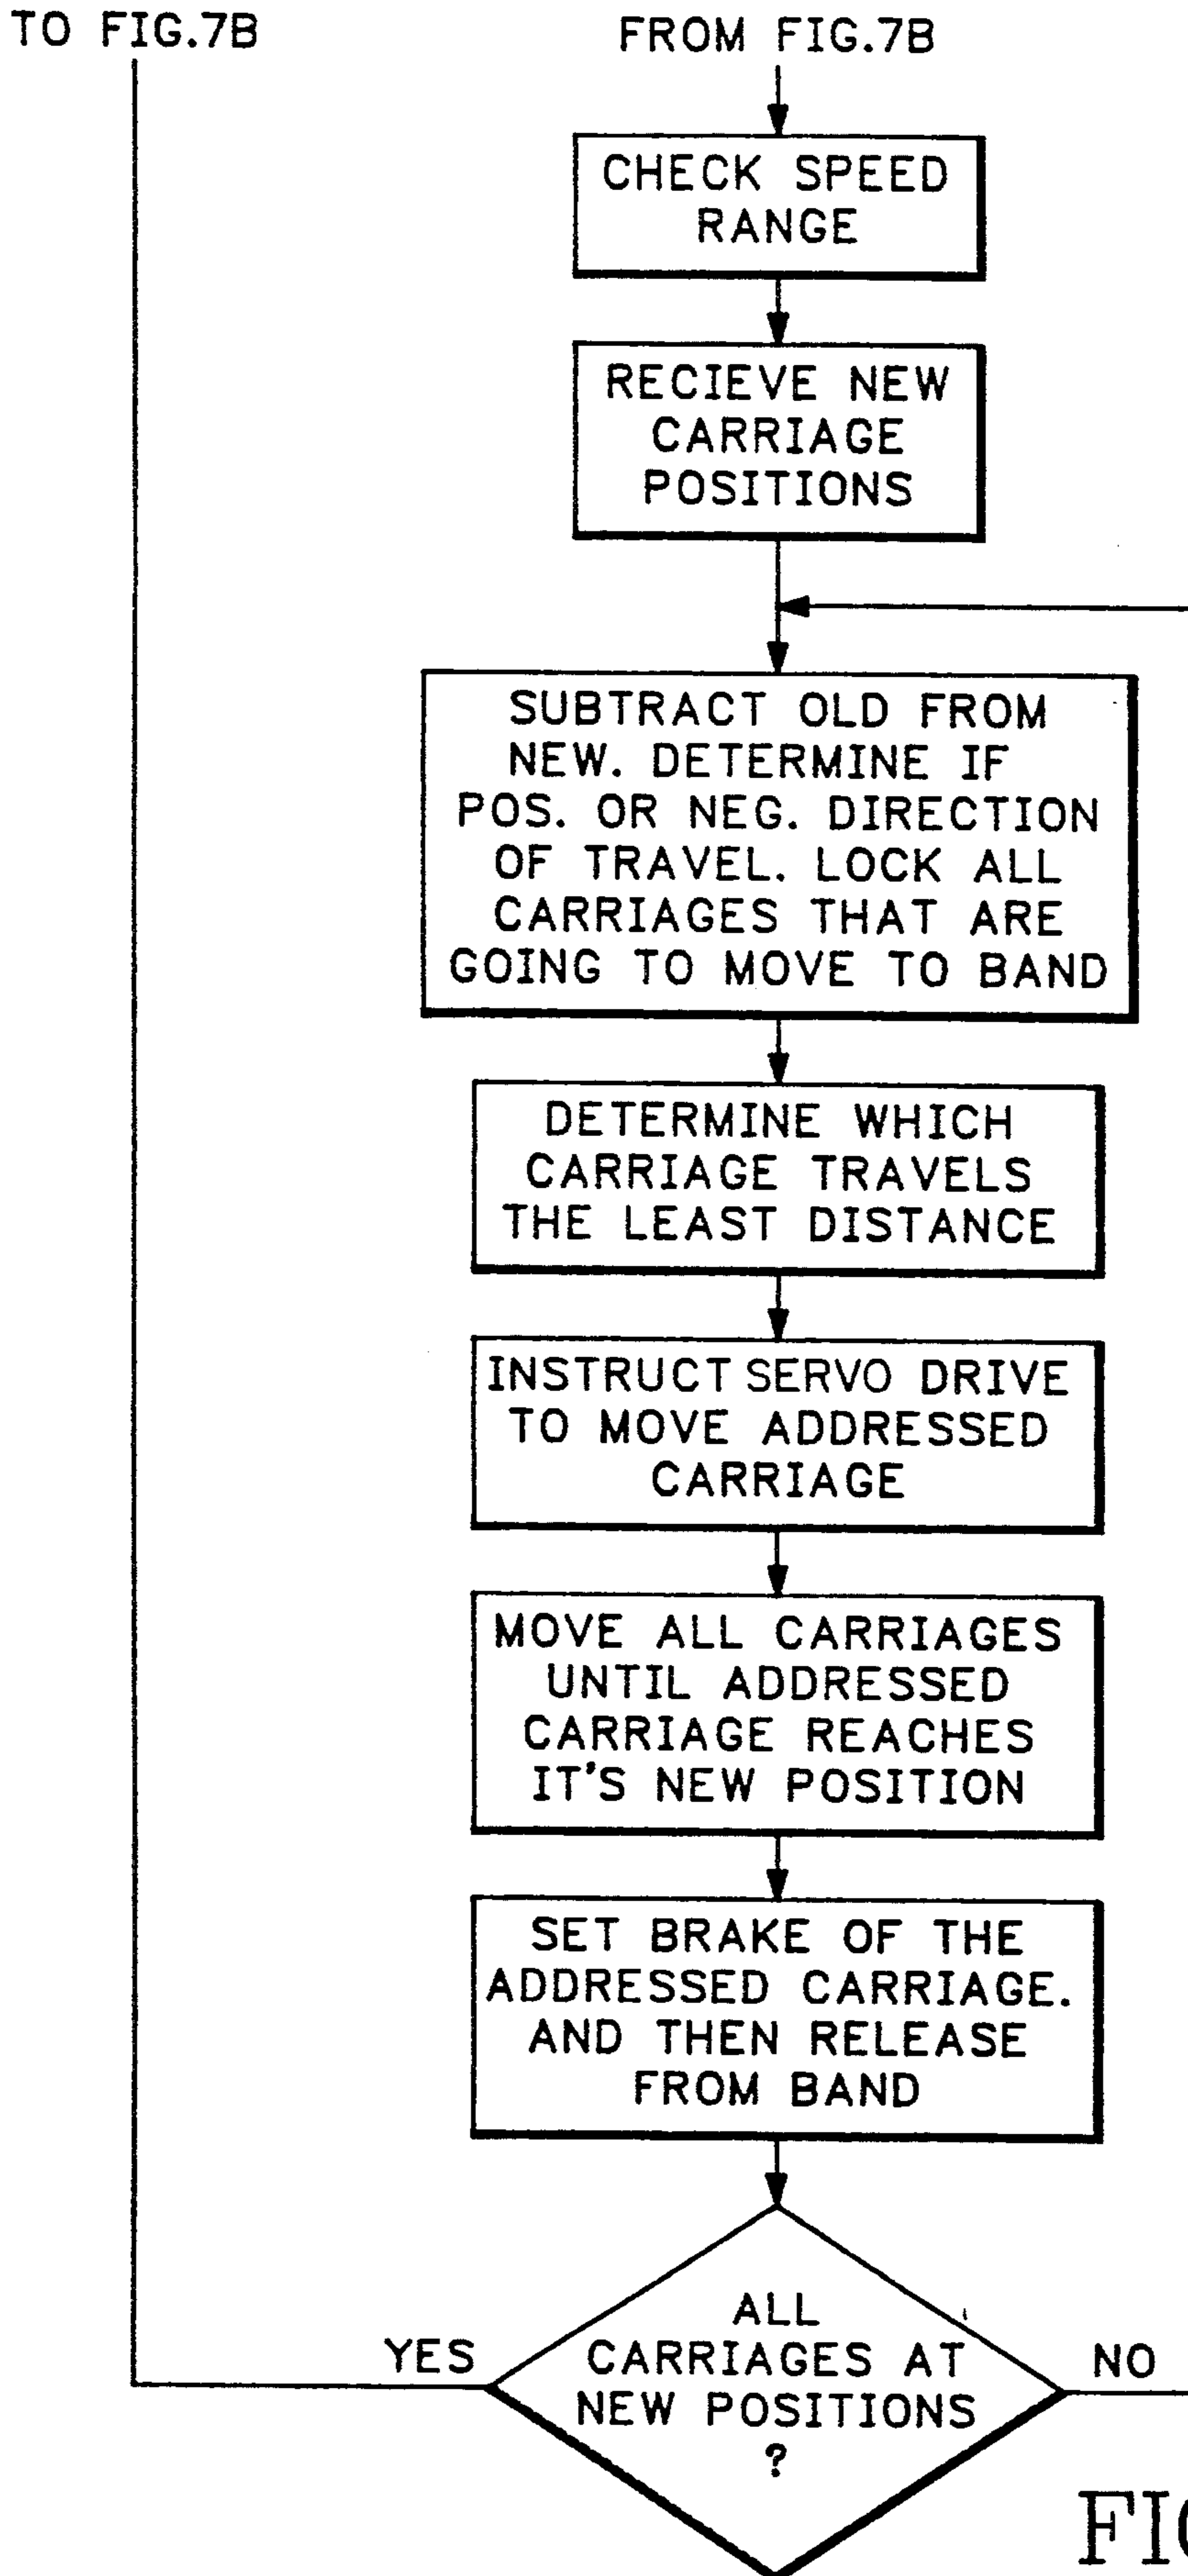 TO FIG.7B
FROM FIG.7B
CHECK SPEED
RANGE
RECIEVE NEW
CARRIAGE
POSITIONS
SUBTRACT OLD FROM
NEW. DETERMINE IF
POS. OR NEG. DIRECTION
OF TRAVEL. LOCK ALL
CARRIAGES THAT ARE
GOING TO MOVE TO BAND
DETERMINE WHICH
CARRIAGE TRAVELS
THE LEAST DISTANCE
INSTRUCT SERVO DRIVE
TO MOVE ADDRESSED
CARRIAGE
MOVE ALL CARRIAGES
UNTIL ADDRESSED
CARRIAGE REACHES
IT'S NEW POSITION
SET BRAKE OF THE
ADDRESSED CARRIAGE.
AND THEN RELEASE
FROM BAND
ALL
CARRIAGES AT
NEW POSITIONS
?
YES
NO